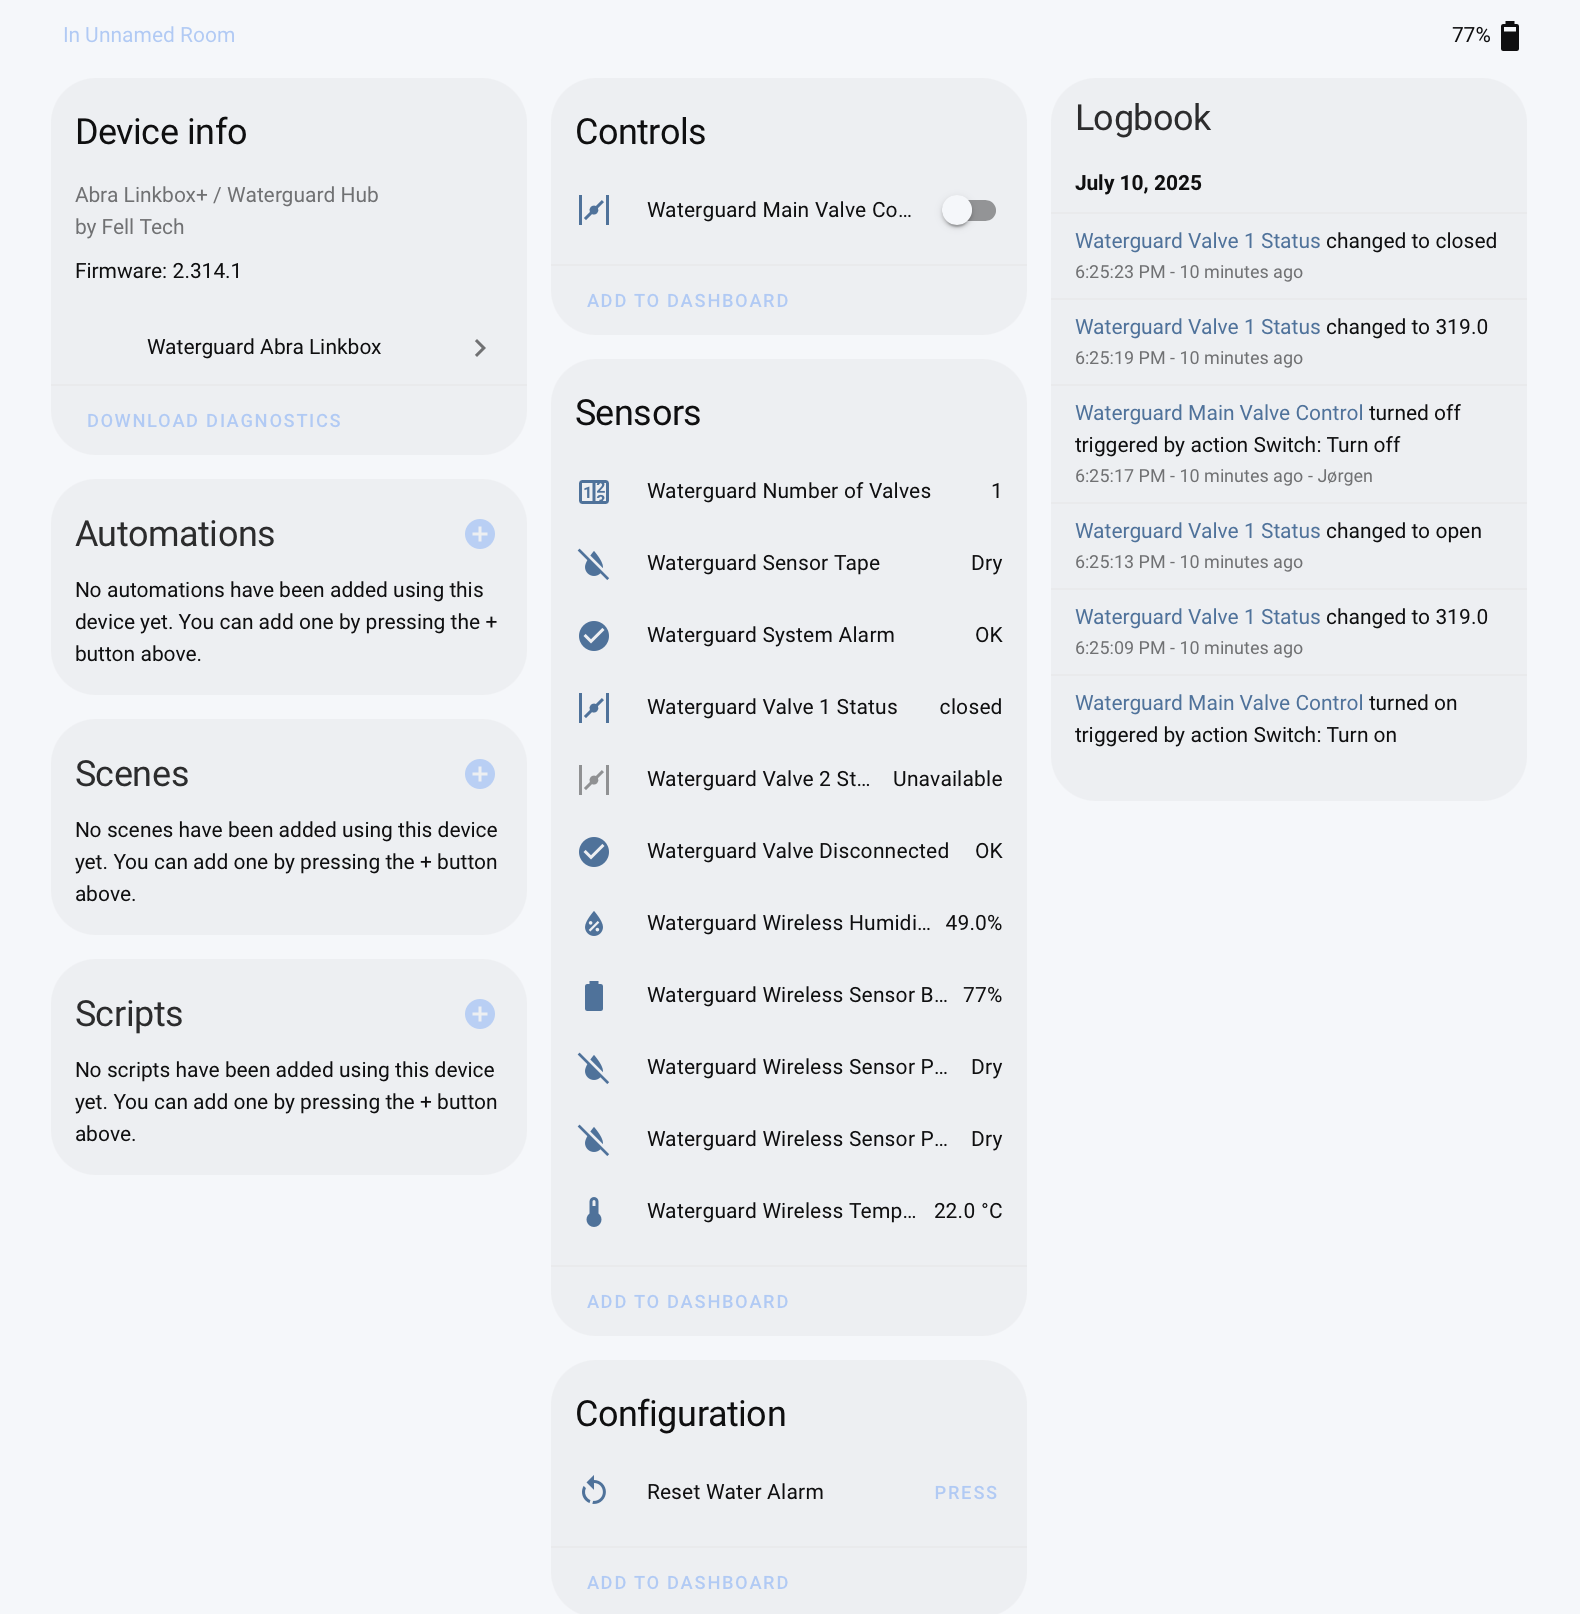 In Unnamed Room
77%
Device info
Abra Linkbox+ / Waterguard Hub
by Fell Tech
Firmware: 2.314.1
Waterguard Abra Linkbox
DOWNLOAD DIAGNOSTICS
Automations
No automations have been added using this
device yet. You can add one by pressing the +
button above.
Scenes
No scenes have been added using this device
yet. You can add one by pressing the + button
above.
Scripts
No scripts have been added using this device
yet. You can add one by pressing the + button
above.
Controls
Waterguard Main Valve Co...
ADD TO DASHBOARD
Sensors
Waterguard Number of Valves 1
Waterguard Sensor Tape Dry
Waterguard System Alarm OK
Waterguard Valve 1 Status closed
Waterguard Valve 2 St... Unavailable
Waterguard Valve Disconnected OK
Waterguard Wireless Humidi... 49.0%
Waterguard Wireless Sensor B... 77%
Waterguard Wireless Sensor P... Dry
Waterguard Wireless Sensor P... Dry
Waterguard Wireless Temp... 22.0 °C
ADD TO DASHBOARD
Configuration
Reset Water Alarm PRESS
ADD TO DASHBOARD
Logbook
July 10, 2025
Waterguard Valve 1 Status changed to closed
6:25:23 PM - 10 minutes ago
Waterguard Valve 1 Status changed to 319.0
6:25:19 PM - 10 minutes ago
Waterguard Main Valve Control turned off
triggered by action Switch: Turn off
6:25:17 PM - 10 minutes ago - Jørgen
Waterguard Valve 1 Status changed to open
6:25:13 PM - 10 minutes ago
Waterguard Valve 1 Status changed to 319.0
6:25:09 PM - 10 minutes ago
Waterguard Main Valve Control turned on
triggered by action Switch: Turn on